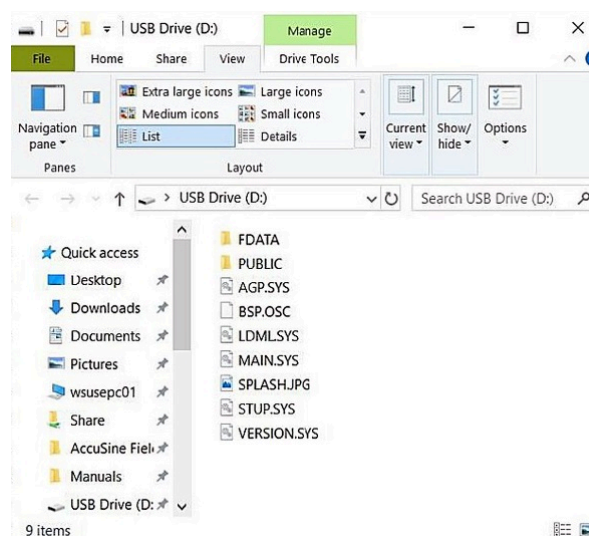 USB Drive (D:)
Manage
File
Home
Share
View
Drive Tools
Navigation
pane
Extra large icons
Large icons
Medium icons
Small icons
List
Details
Current
view
Show/
hide
Options
Panes
Layout
USB Drive (D:)
Search USB Drive (D:)
Quick access
Desktop
Downloads
Documents
Pictures
wsusepc01
Share
AccuSine Fiel
Manuals
USB Drive (D:
FDATA
PUBLIC
AGP.SYS
BSP.OSC
LDML.SYS
MAIN.SYS
SPLASH.JPG
STUP.SYS
VERSION.SYS
9 items